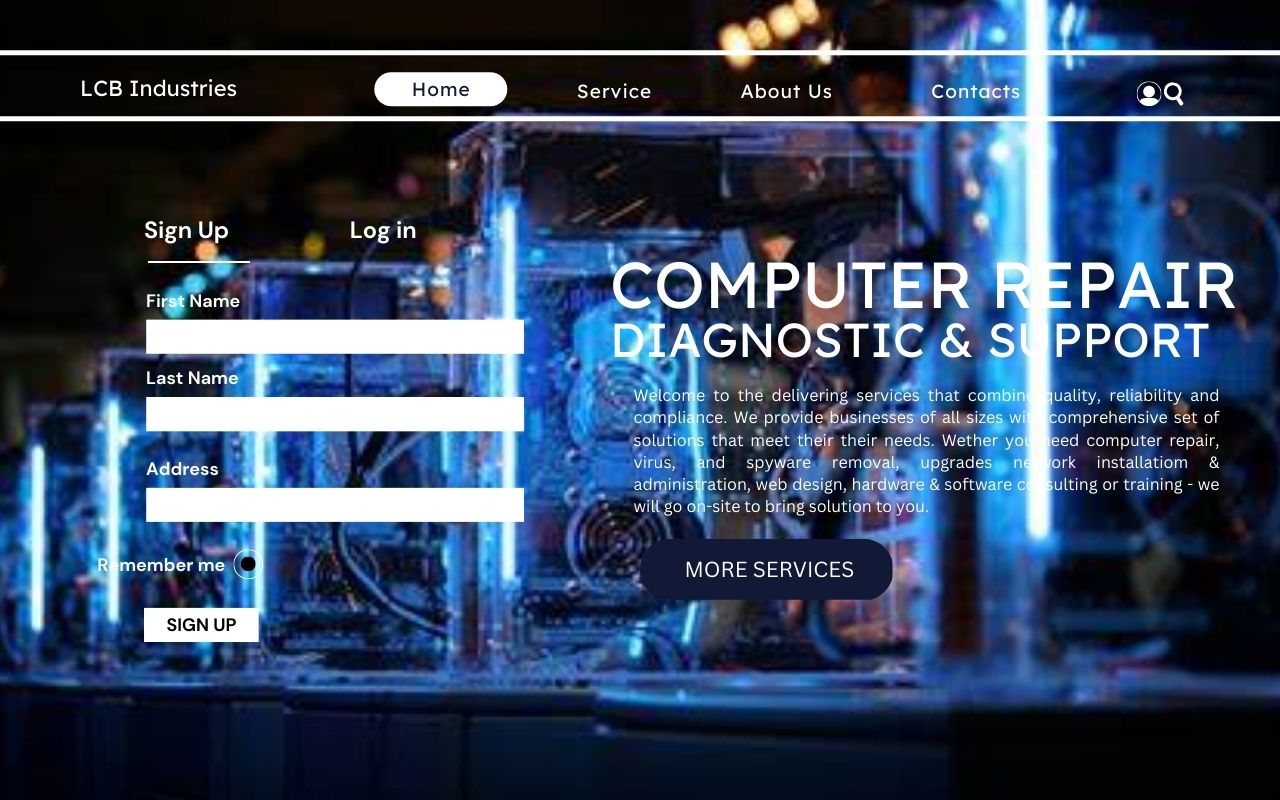 LCB Industries
Home
Service
About Us
Contacts
Sign Up
Log in
First Name
Last Name
Address
Remember me
SIGN UP
COMPUTER REPAIR
DIAGNOSTIC & SUPPORT
Welcome to the delivering services that combine quality, reliability and
compliance. We provide businesses of all sizes with comprehensive set of
solutions that meet their their needs. Wether you need computer repair,
virus, and spyware removal, upgrades network installatiom &
administration, web design, hardware & software consulting or training - we
will go on-site to bring solution to you.
MORE SERVICES